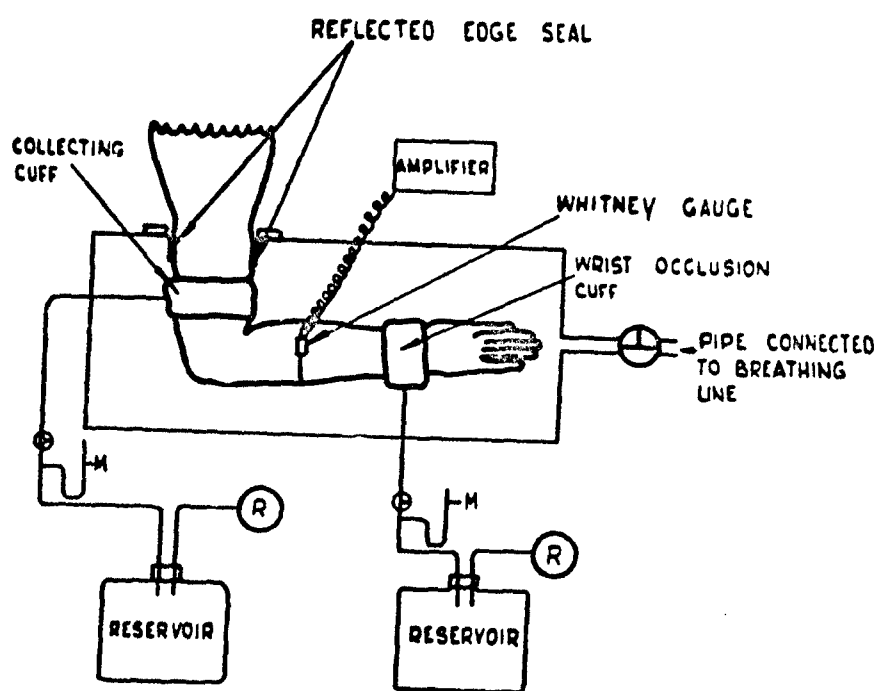 REFLECTED EDGE SEAL
COLLECTING
CUFF
AMPLIFIER
WHITNEY GAUGE
WRIST OCCLUSION
CUFF
PIPE CONNECTED
TO BREATHING
LINE
M
R
M
R
RESERVOIR
RESERVOIR